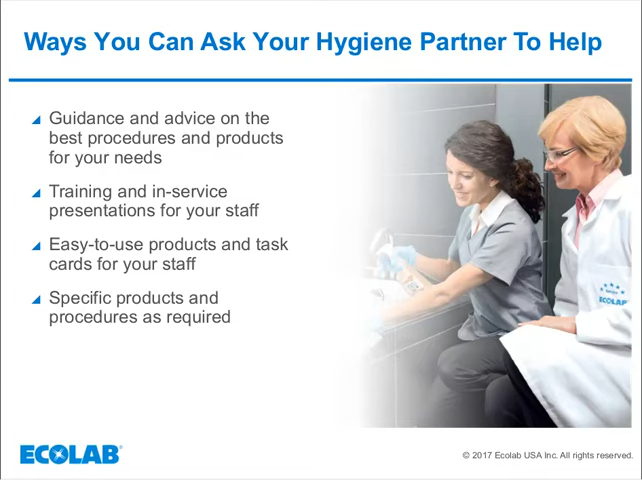 Ways You Can Ask Your Hygiene Partner To Help
Guidance and advice on the
best procedures and products
for your needs
Training and in-service
presentations for your staff
Easy-to-use products and task
cards for your staff
Specific products and
procedures as required
ECOLAB
ECOLAB®
© 2017 Ecolab USA Inc. All rights reserved.